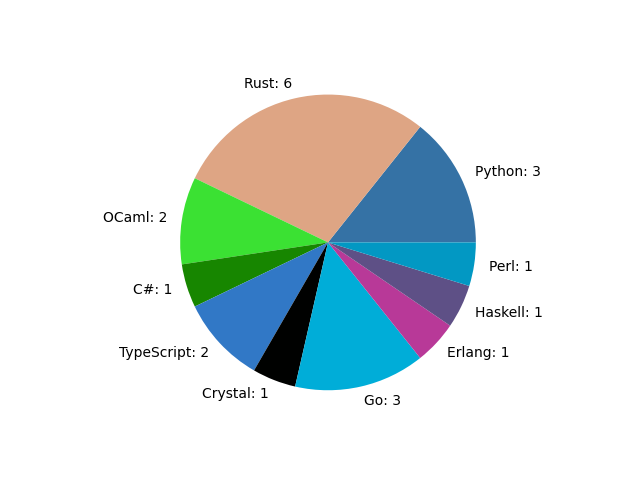 Rust: 6
Python: 3
OCaml: 2
Perl: 1
C#: 1
Haskell: 1
TypeScript: 2
Erlang: 1
Crystal: 1
Go: 3